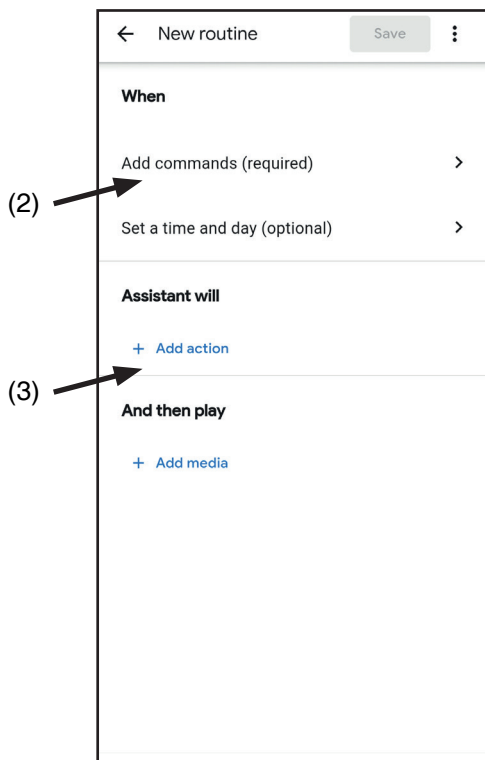 New routine Save
When
Add commands (required)
(2)
Set a time and day (optional)
Assistant will
+ Add action
(3)
And then play
+ Add media